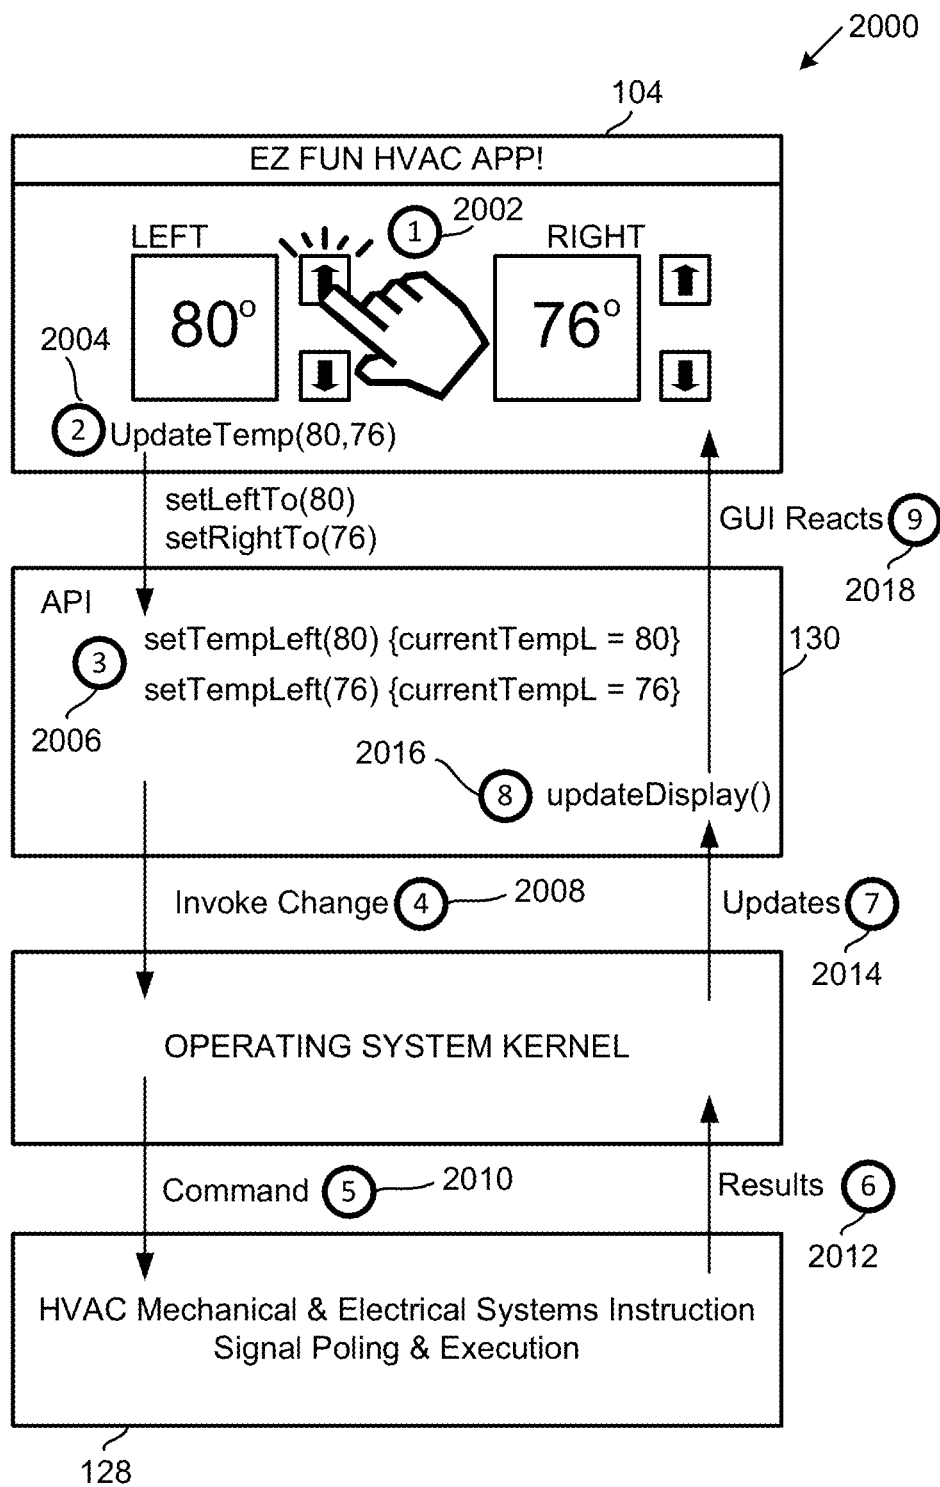 2000
104
EZ FUN HVAC APP!
1 2002
LEFT
RIGHT
80°
76°
2004
2 UpdateTemp(80,76)
setLeftTo(80)
setRightTo(76)
GUI Reacts 9
2018
API
130
3
setTempLeft(80) {currentTempL = 80}
setTempLeft(76) {currentTempL = 76}
2006
2016
8 updateDisplay()
Invoke Change 4 2008
Updates 7
2014
OPERATING SYSTEM KERNEL
Command 5 2010
Results 6
2012
HVAC Mechanical & Electrical Systems Instruction
Signal Poling & Execution
128